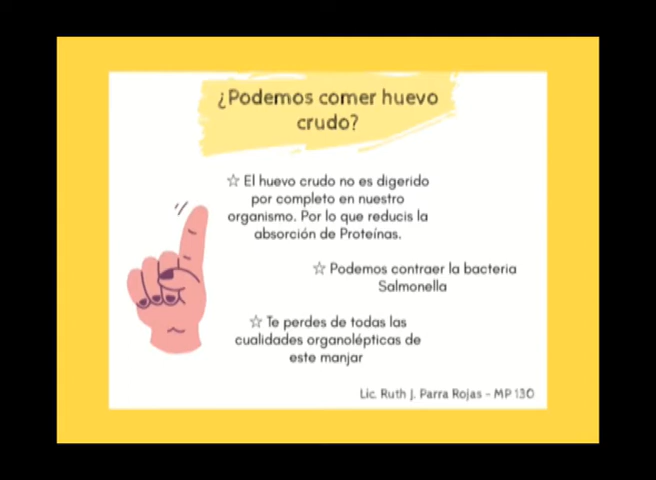 ¿Podemos comer huevo
crudo?
☆ El huevo crudo no es digerido
por completo en nuestro
organismo. Por lo que reducis la
absorción de Proteínas.
☆ Podemos contraer la bacteria
Salmonella
☆ Te perdes de todas las
cualidades organolépticas de
este manjar
Lic. Ruth J. Parra Rojas - MP 130